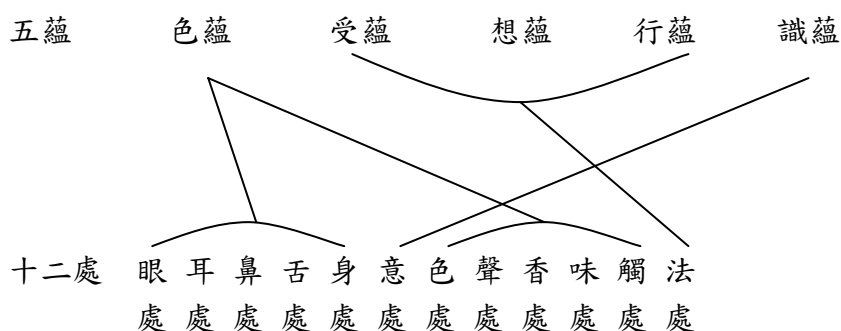 五蘊 色蘊 受蘊 想蘊 行蘊 識蘊
十二處 眼 耳 鼻 舌 身 意 色 聲 香 味 觸 法
處 處 處 處 處 處 處 處 處 處 處 處